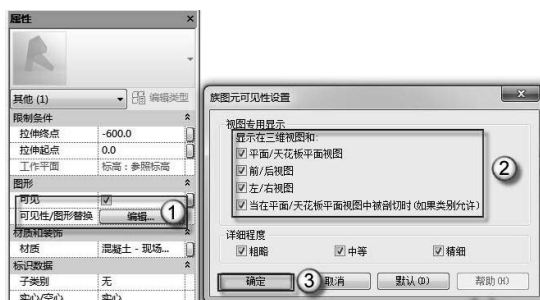 属性
其他 (1)
编辑类型
限制条件
拉伸终点 -600.0
拉伸起点 0.0
工作平面 标高：参照标高
图形
可见
可见性/图形替换 编辑... 1
材质和装饰
材质 混凝土 - 现场...
标识数据
子类别 无
实心/空心 实心
族图元可见性设置
视图专用显示
显示在三维视图和:
平面/天花板平面视图
前/后视图
左/右视图
当在平面/天花板平面视图中被剖切时(如果类别允许)
2
详细程度
粗略 中等 精细
确定 3 取消 默认(D) 帮助(H)